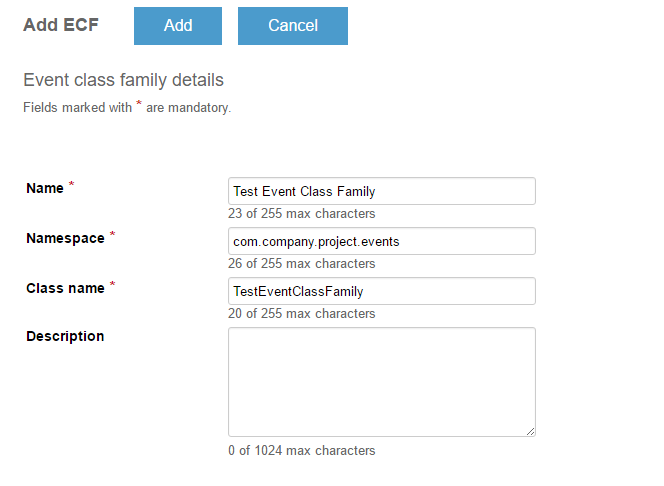 Add ECF Add Cancel
Event class family details
Fields marked with * are mandatory.
Name * Test Event Class Family
23 of 255 max characters
Namespace * com.company.project.events
26 of 255 max characters
Class name * TestEventClassFamily
20 of 255 max characters
Description
0 of 1024 max characters